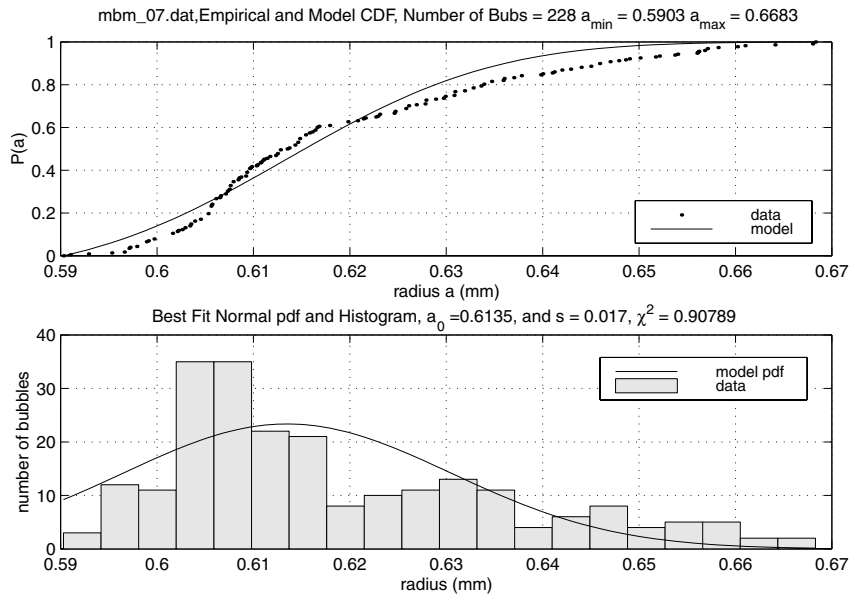 mbm_07.dat,Empirical and Model CDF, Number of Bubs = 228 a_min = 0.5903 a_max = 0.6683
1
0.8
0.6
0.4
0.2
0
P(a)
data
model
0.59 0.6 0.61 0.62 0.63 0.64 0.65 0.66 0.67
radius a (mm)
Best Fit Normal pdf and Histogram, a_0 =0.6135, and s = 0.017, χ² = 0.90789
40
30
20
10
0
number of bubbles
model pdf
data
0.59 0.6 0.61 0.62 0.63 0.64 0.65 0.66 0.67
radius (mm)